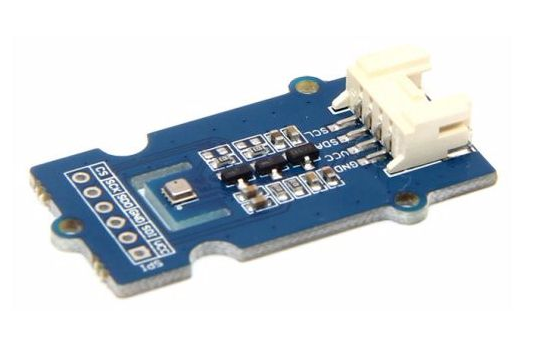 SCL
SDA
VCC
GND
CS
SCK
SDO
GND
SDI
VCC
SPI